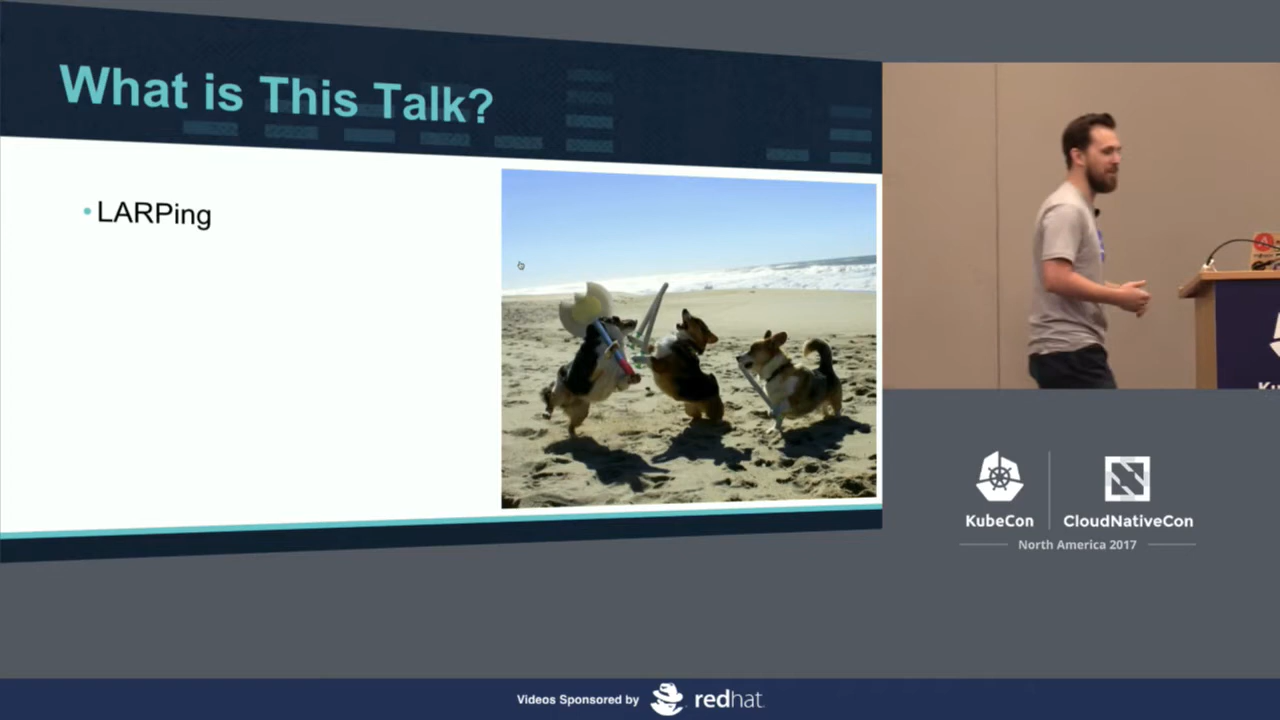 What is This Talk?
• LARPing
KubeCon
CloudNativeCon
North America 2017
Videos Sponsored by
redhat.